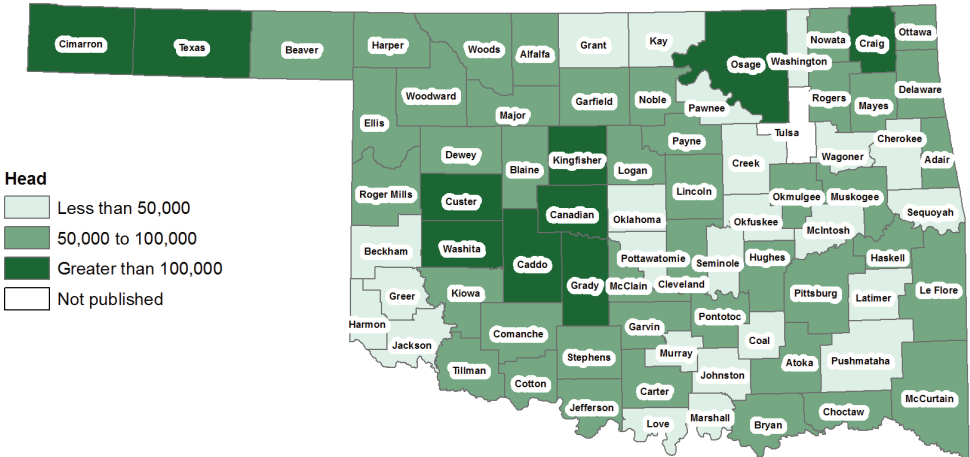 Cimarron
Texas
Beaver
Harper
Woods
Alfalfa
Grant
Kay
Osage
Washington
Nowata
Craig
Ottawa
Woodward
Major
Garfield
Noble
Pawnee
Rogers
Mayes
Delaware
Ellis
Dewey
Blaine
Kingfisher
Logan
Payne
Creek
Tulsa
Wagoner
Cherokee
Adair
Roger Mills
Custer
Canadian
Oklahoma
Lincoln
Okfuskee
Okmulgee
Muskogee
McIntosh
Sequoyah
Head
Less than 50,000
50,000 to 100,000
Greater than 100,000
Not published
Beckham
Washita
Caddo
Grady
McClain
Cleveland
Pottawatomie
Seminole
Hughes
Pittsburg
Haskell
Latimer
Le Flore
Greer
Kiowa
Harmon
Jackson
Comanche
Tillman
Cotton
Stephens
Jefferson
Garvin
Murray
Carter
Love
Pontotoc
Johnston
Marshall
Coal
Atoka
Bryan
Pushmataha
Choctaw
McCurtain